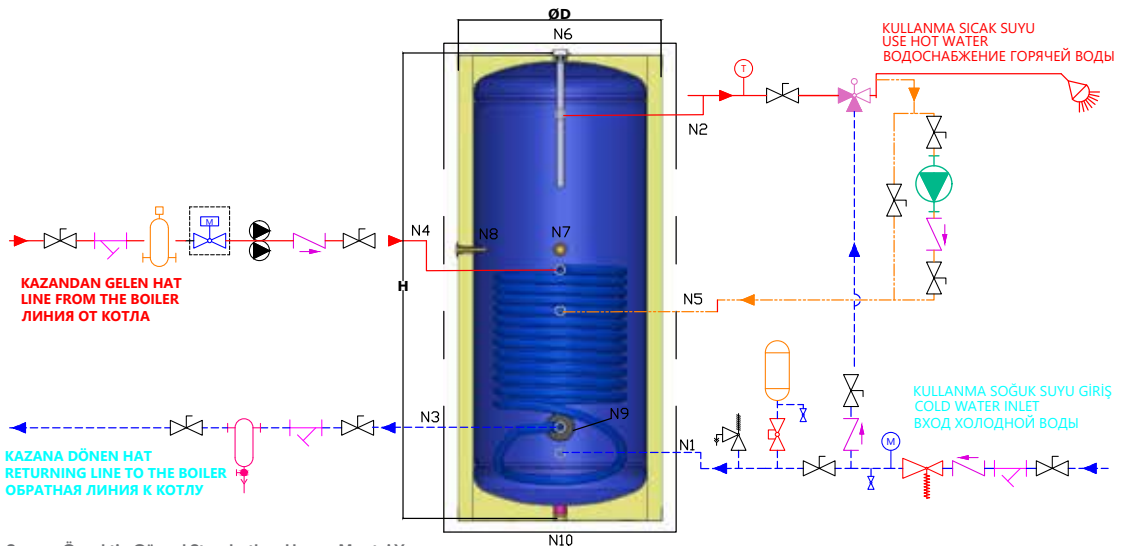 ØD
N6
KULLANMA SICAK SUYU
USE HOT WATER
ВОДОСНАБЖЕНИЕ ГОРЯЧЕЙ ВОДЫ
T
N2
M
N4
N8
N7
KAZANDAN GELEN HAT
LINE FROM THE BOILER
ЛИНИЯ ОТ КОТЛА
H
N5
KULLANMA SOĞUK SUYU GİRİŞ
COLD WATER INLET
ВХОД ХОЛОДНОЙ ВОДЫ
N3
N9
N1
M
KAZANA DÖNEN HAT
RETURNING LINE TO THE BOILER
ОБРАТНАЯ ЛИНИЯ К КОТЛУ
N10